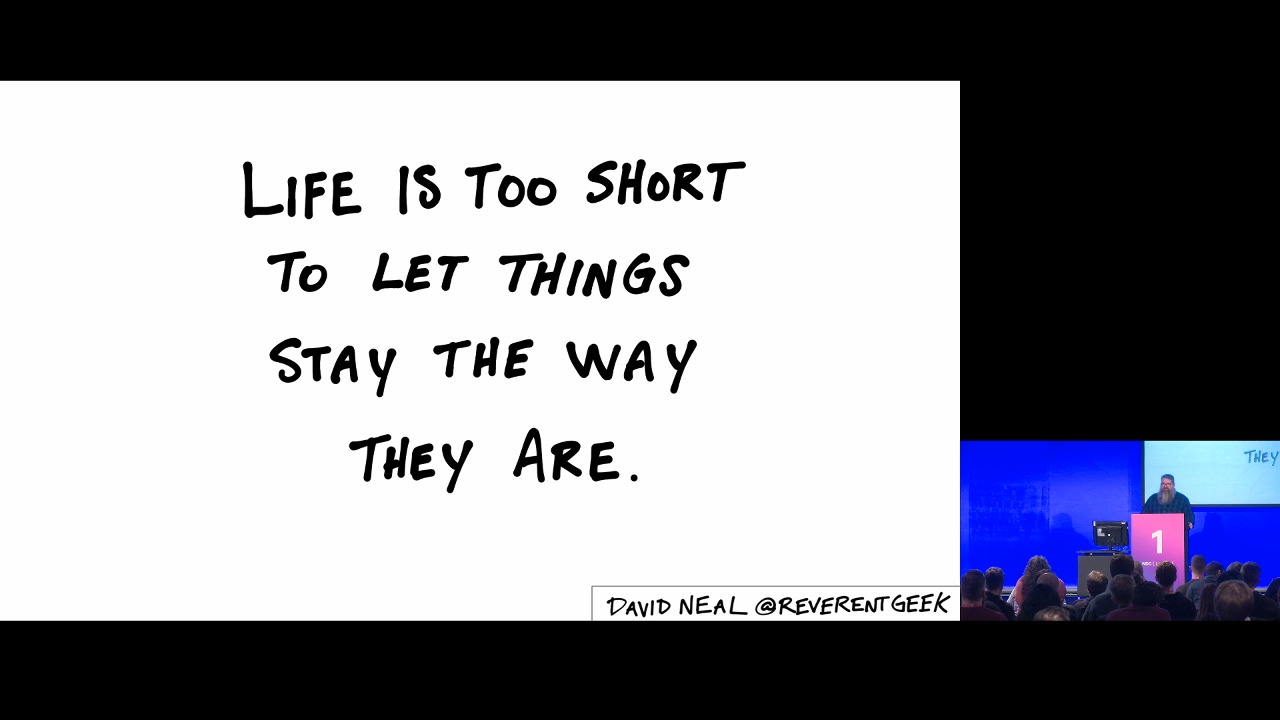 LIFE IS TOO SHORT
TO LET THINGS
STAY THE WAY
THEY ARE.
DAVID NEAL @REVERENTGEEK
THEY
1